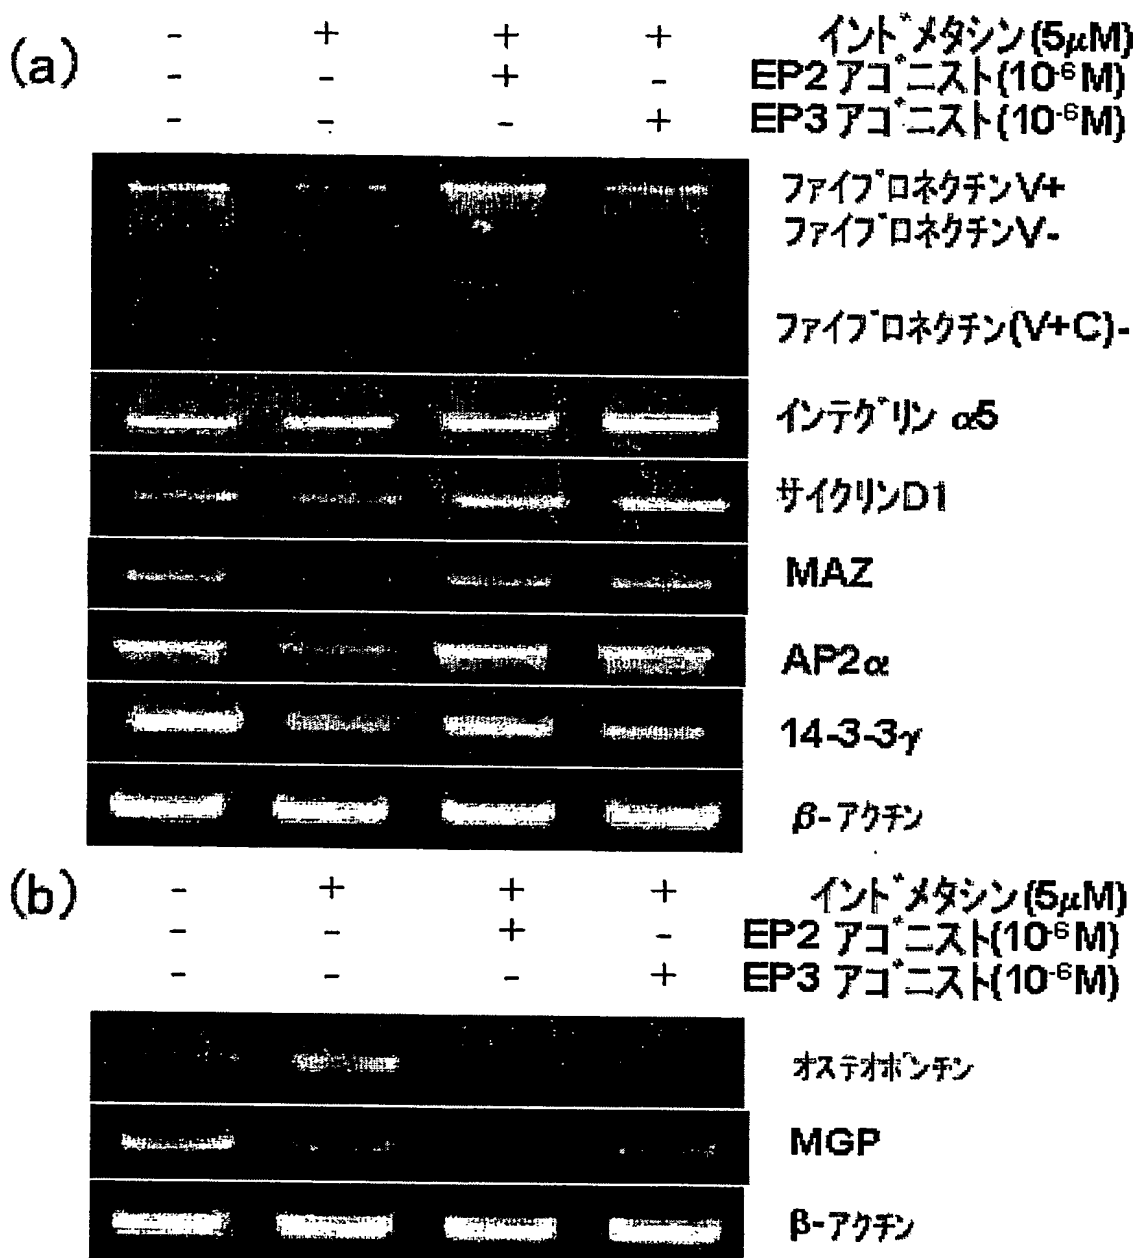 (a) - + + + インドメタシン(5μM)
- - + - EP2 アゴニスト(10⁻⁶M)
- - - + EP3 アゴニスト(10⁻⁶M)
ファイブロネクチンV+
ファイブロネクチンV-
ファイブロネクチン(V+C)-
インテグリン α5
サイクリンD1
MAZ
AP2α
14-3-3γ
β-アクチン
(b) - + + + インドメタシン(5μM)
- - + - EP2 アゴニスト(10⁻⁶M)
- - - + EP3 アゴニスト(10⁻⁶M)
オステオポンチン
MGP
β-アクチン